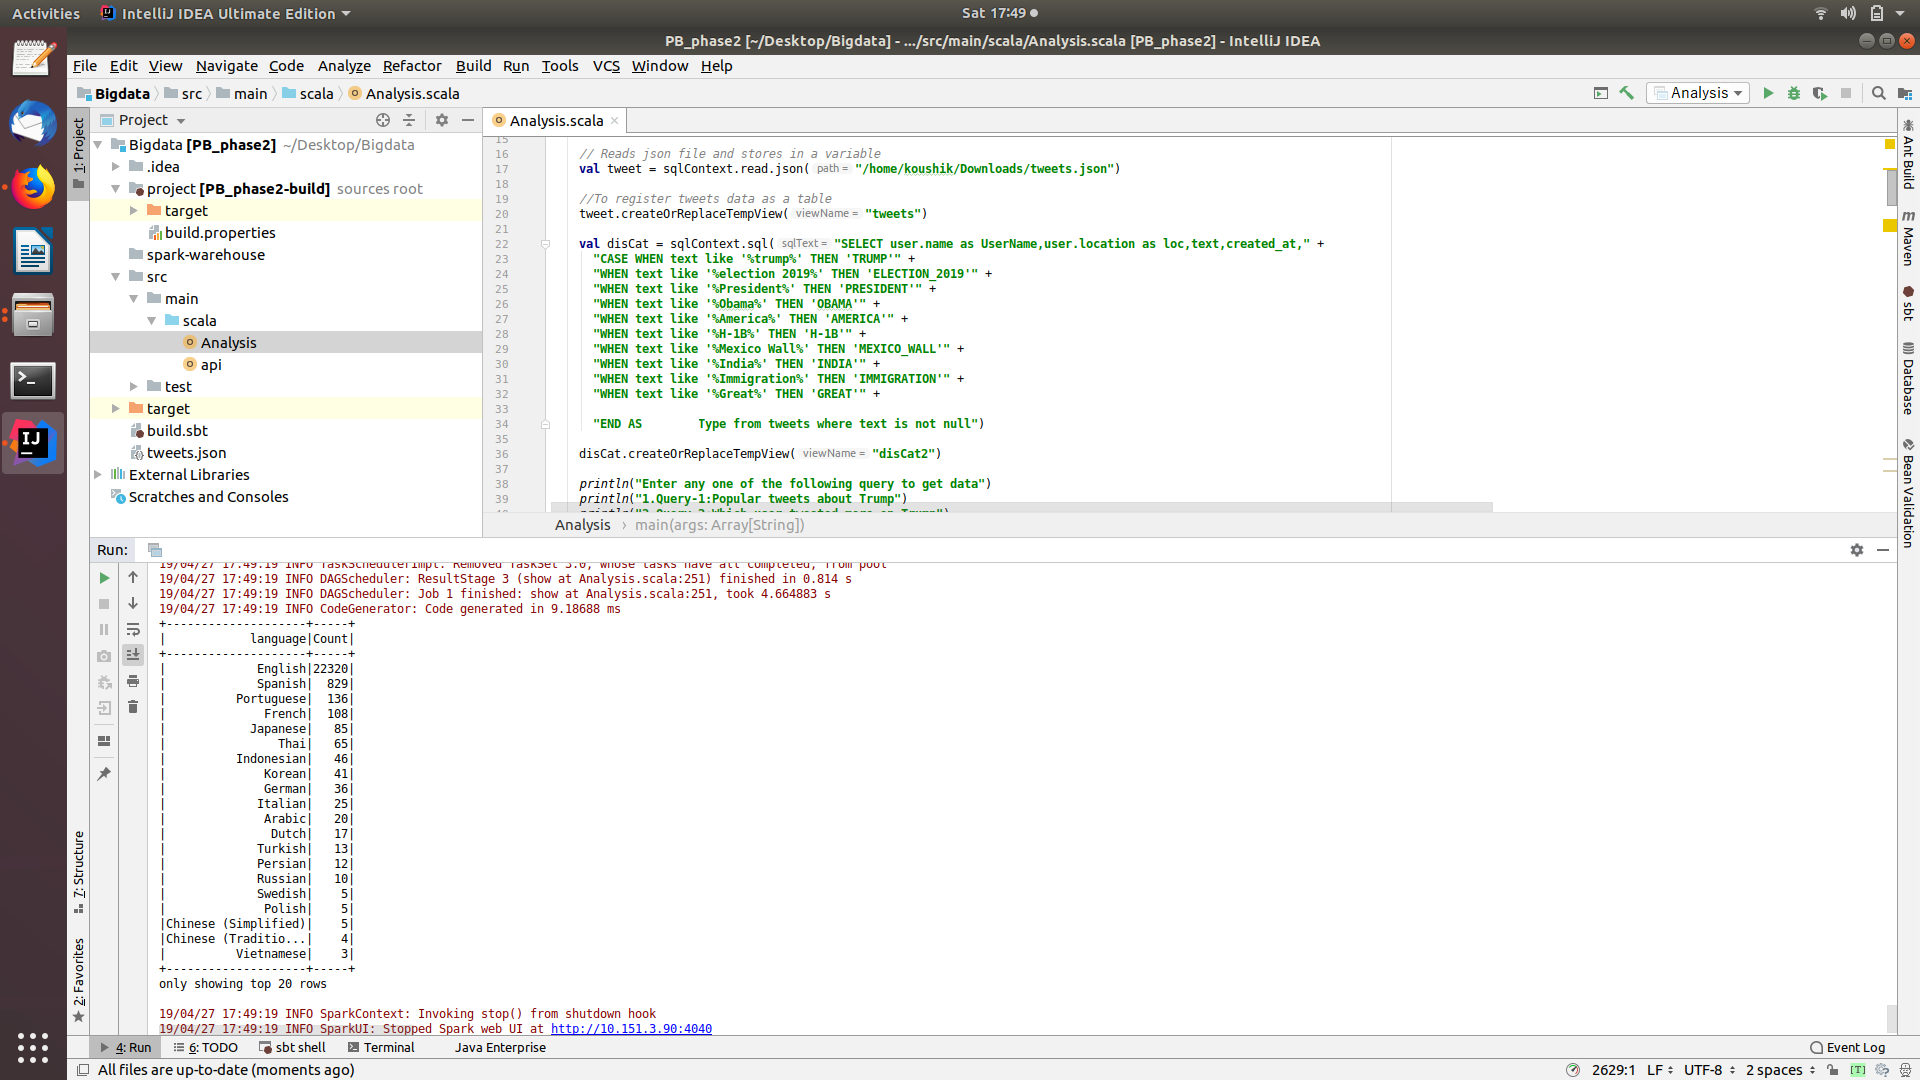 Activities
IntelliJ IDEA Ultimate Edition
Sat 17:49
PB_phase2 [~/Desktop/Bigdata] - .../src/main/scala/Analysis.scala [PB_phase2] - IntelliJ IDEA
File Edit View Navigate Code Analyze Refactor Build Run Tools VCS Window Help
Bigdata src main scala Analysis.scala
Analysis
Project
Analysis.scala
1: Project
Bigdata [PB_phase2] ~/Desktop/Bigdata
.idea
project [PB_phase2-build] sources root
target
build.properties
spark-warehouse
src
main
scala
Analysis
api
test
target
build.sbt
tweets.json
External Libraries
Scratches and Consoles
15
16 // Reads json file and stores in a variable
17 val tweet = sqlContext.read.json( path = "/home/koushik/Downloads/tweets.json")
18
19 //To register tweets data as a table
20 tweet.createOrReplaceTempView( viewName = "tweets")
21
22 val disCat = sqlContext.sql( sqlText = "SELECT user.name as UserName,user.location as loc,text,created_at," +
23 "CASE WHEN text like '%trump%' THEN 'TRUMP'" +
24 "WHEN text like '%election 2019%' THEN 'ELECTION_2019'" +
25 "WHEN text like '%President%' THEN 'PRESIDENT'" +
26 "WHEN text like '%Obama%' THEN 'OBAMA'" +
27 "WHEN text like '%America%' THEN 'AMERICA'" +
28 "WHEN text like '%H-1B%' THEN 'H-1B'" +
29 "WHEN text like '%Mexico Wall%' THEN 'MEXICO_WALL'" +
30 "WHEN text like '%India%' THEN 'INDIA'" +
31 "WHEN text like '%Immigration%' THEN 'IMMIGRATION'" +
32 "WHEN text like '%Great%' THEN 'GREAT'" +
33
34 "END AS        Type from tweets where text is not null")
35
36 disCat.createOrReplaceTempView( viewName = "disCat2")
37
38 println("Enter any one of the following query to get data")
39 println("1.Query-1:Popular tweets about Trump")
40 println("2.Query-2:Which user tweeted more on Trump")
Analysis › main(args: Array[String])
Ant Build
Maven
sbt
Database
Bean Validation
Run:
19/04/27 17:49:19 INFO TaskSchedulerImpl: Removed TaskSet 3.0, whose tasks have all completed, from pool
19/04/27 17:49:19 INFO DAGScheduler: ResultStage 3 (show at Analysis.scala:251) finished in 0.814 s
19/04/27 17:49:19 INFO DAGScheduler: Job 1 finished: show at Analysis.scala:251, took 4.664883 s
19/04/27 17:49:19 INFO CodeGenerator: Code generated in 9.18688 ms
+--------------------+-----+
|            language|Count|
+--------------------+-----+
|             English|22320|
|             Spanish|  829|
|          Portuguese|  136|
|              French|  108|
|            Japanese|   85|
|                Thai|   65|
|          Indonesian|   46|
|              Korean|   41|
|              German|   36|
|             Italian|   25|
|              Arabic|   20|
|               Dutch|   17|
|             Turkish|   13|
|             Persian|   12|
|             Russian|   10|
|             Swedish|    5|
|              Polish|    5|
|Chinese (Simplified)|    5|
|Chinese (Traditio...|    4|
|          Vietnamese|    3|
+--------------------+-----+
only showing top 20 rows
19/04/27 17:49:19 INFO SparkContext: Invoking stop() from shutdown hook
19/04/27 17:49:19 INFO SparkUI: Stopped Spark web UI at http://10.151.3.90:4040
7: Structure
2: Favorites
4: Run 6: TODO sbt shell Terminal Java Enterprise Event Log
All files are up-to-date (moments ago) 2629:1 LF UTF-8 2 spaces [T]